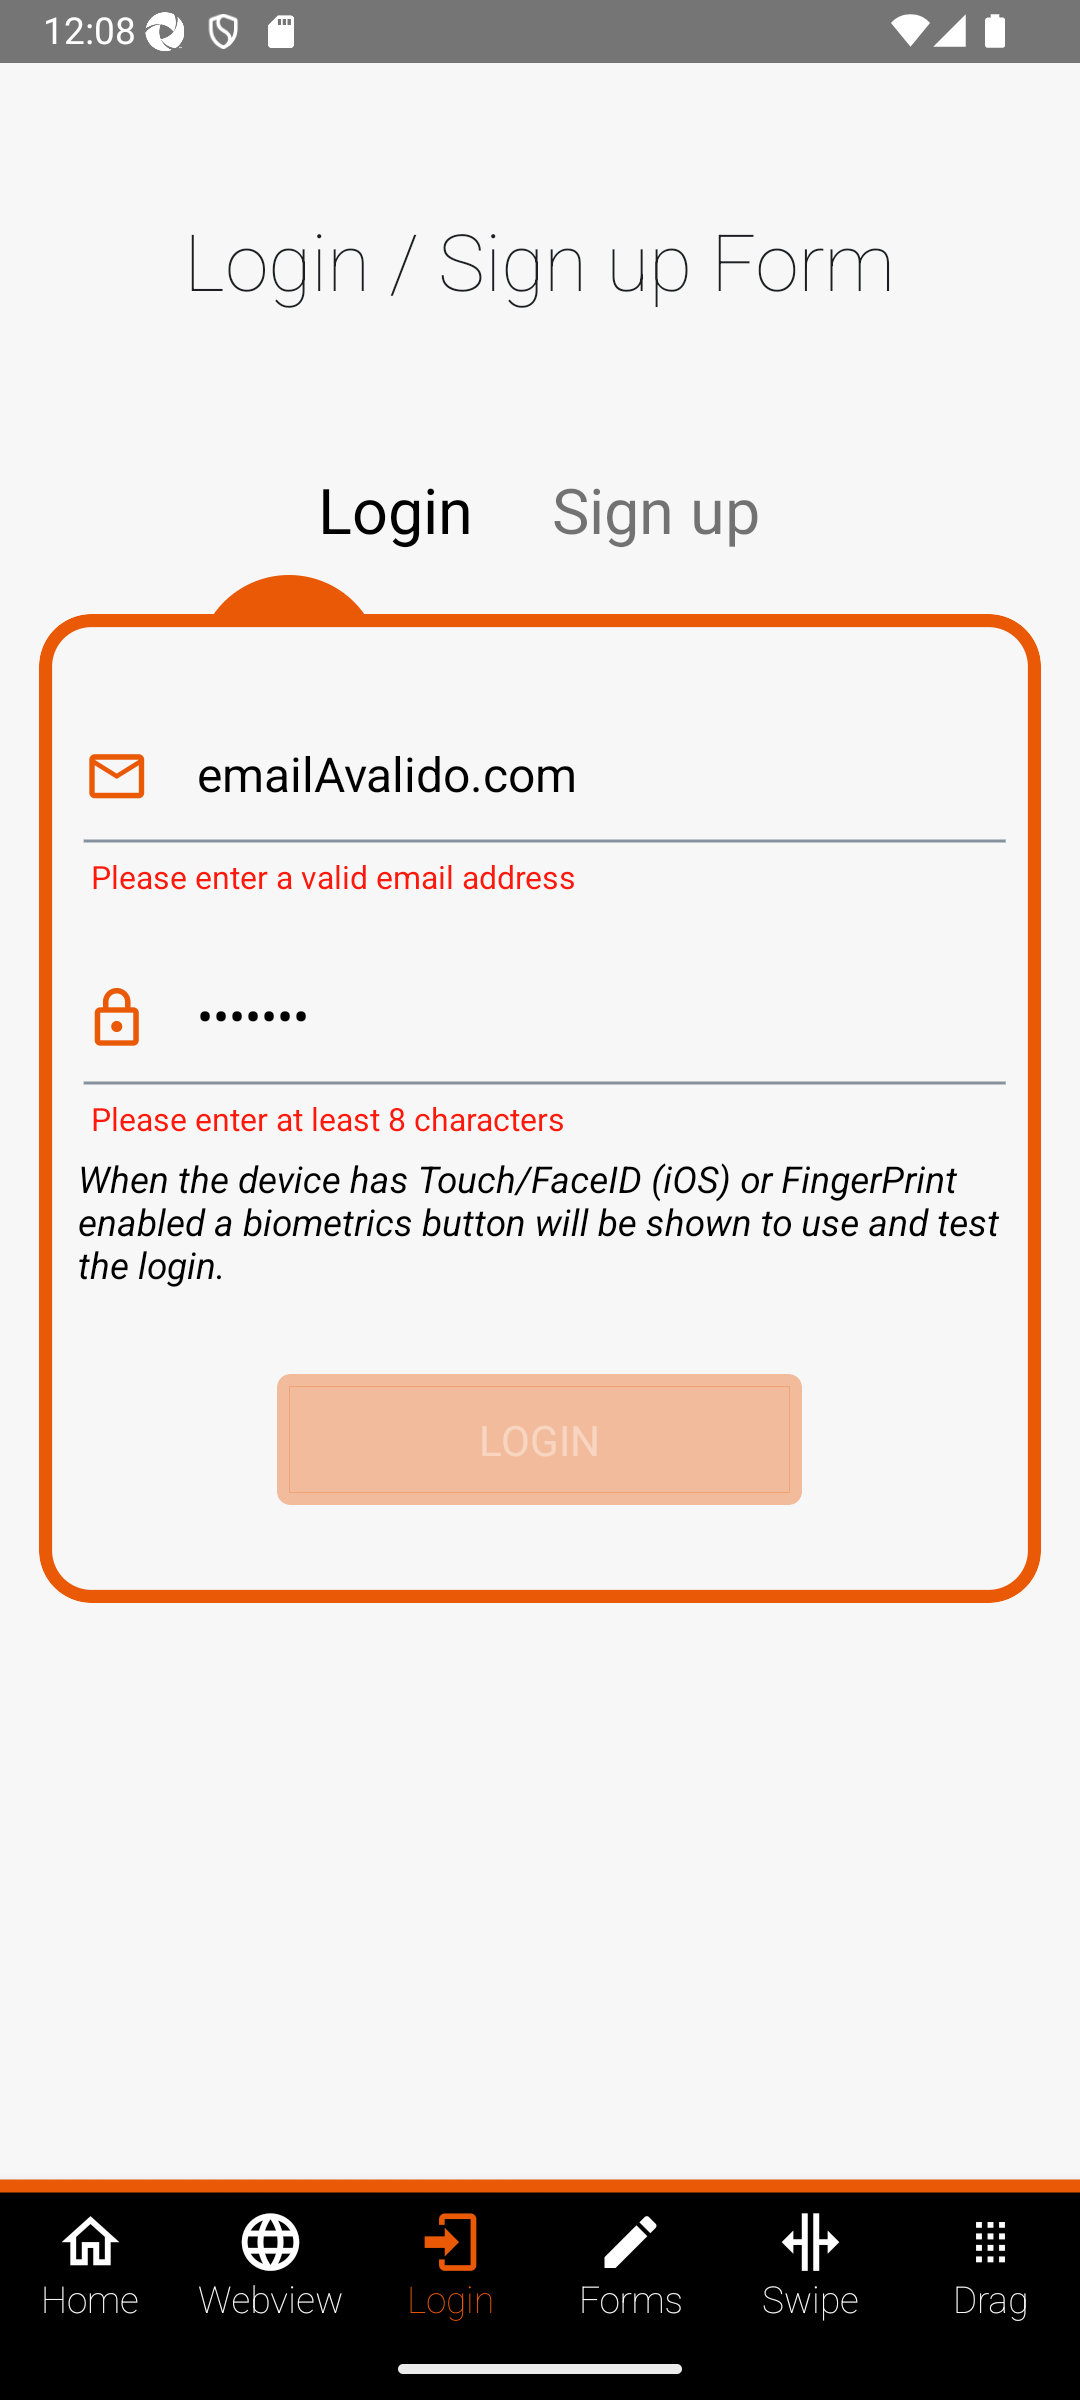 12:08
Login / Sign up Form
Login Sign up
emailAvalido.com
Please enter a valid email address
•••••••
Please enter at least 8 characters
When the device has Touch/FaceID (iOS) or FingerPrint
enabled a biometrics button will be shown to use and test
the login.
LOGIN
Home Webview Login Forms Swipe Drag